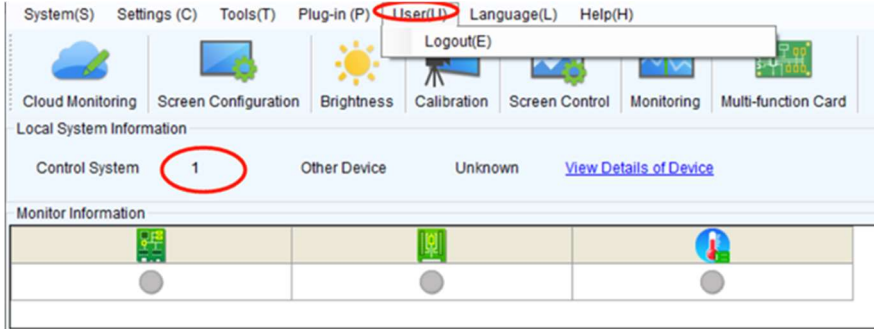 System(S) Settings (C) Tools(T) Plug-in (P) User(U) Language(L) Help(H)
Logout(E)
Cloud Monitoring Screen Configuration Brightness Calibration Screen Control Monitoring Multi-function Card
Local System Information
Control System 1 Other Device Unknown View Details of Device
Monitor Information